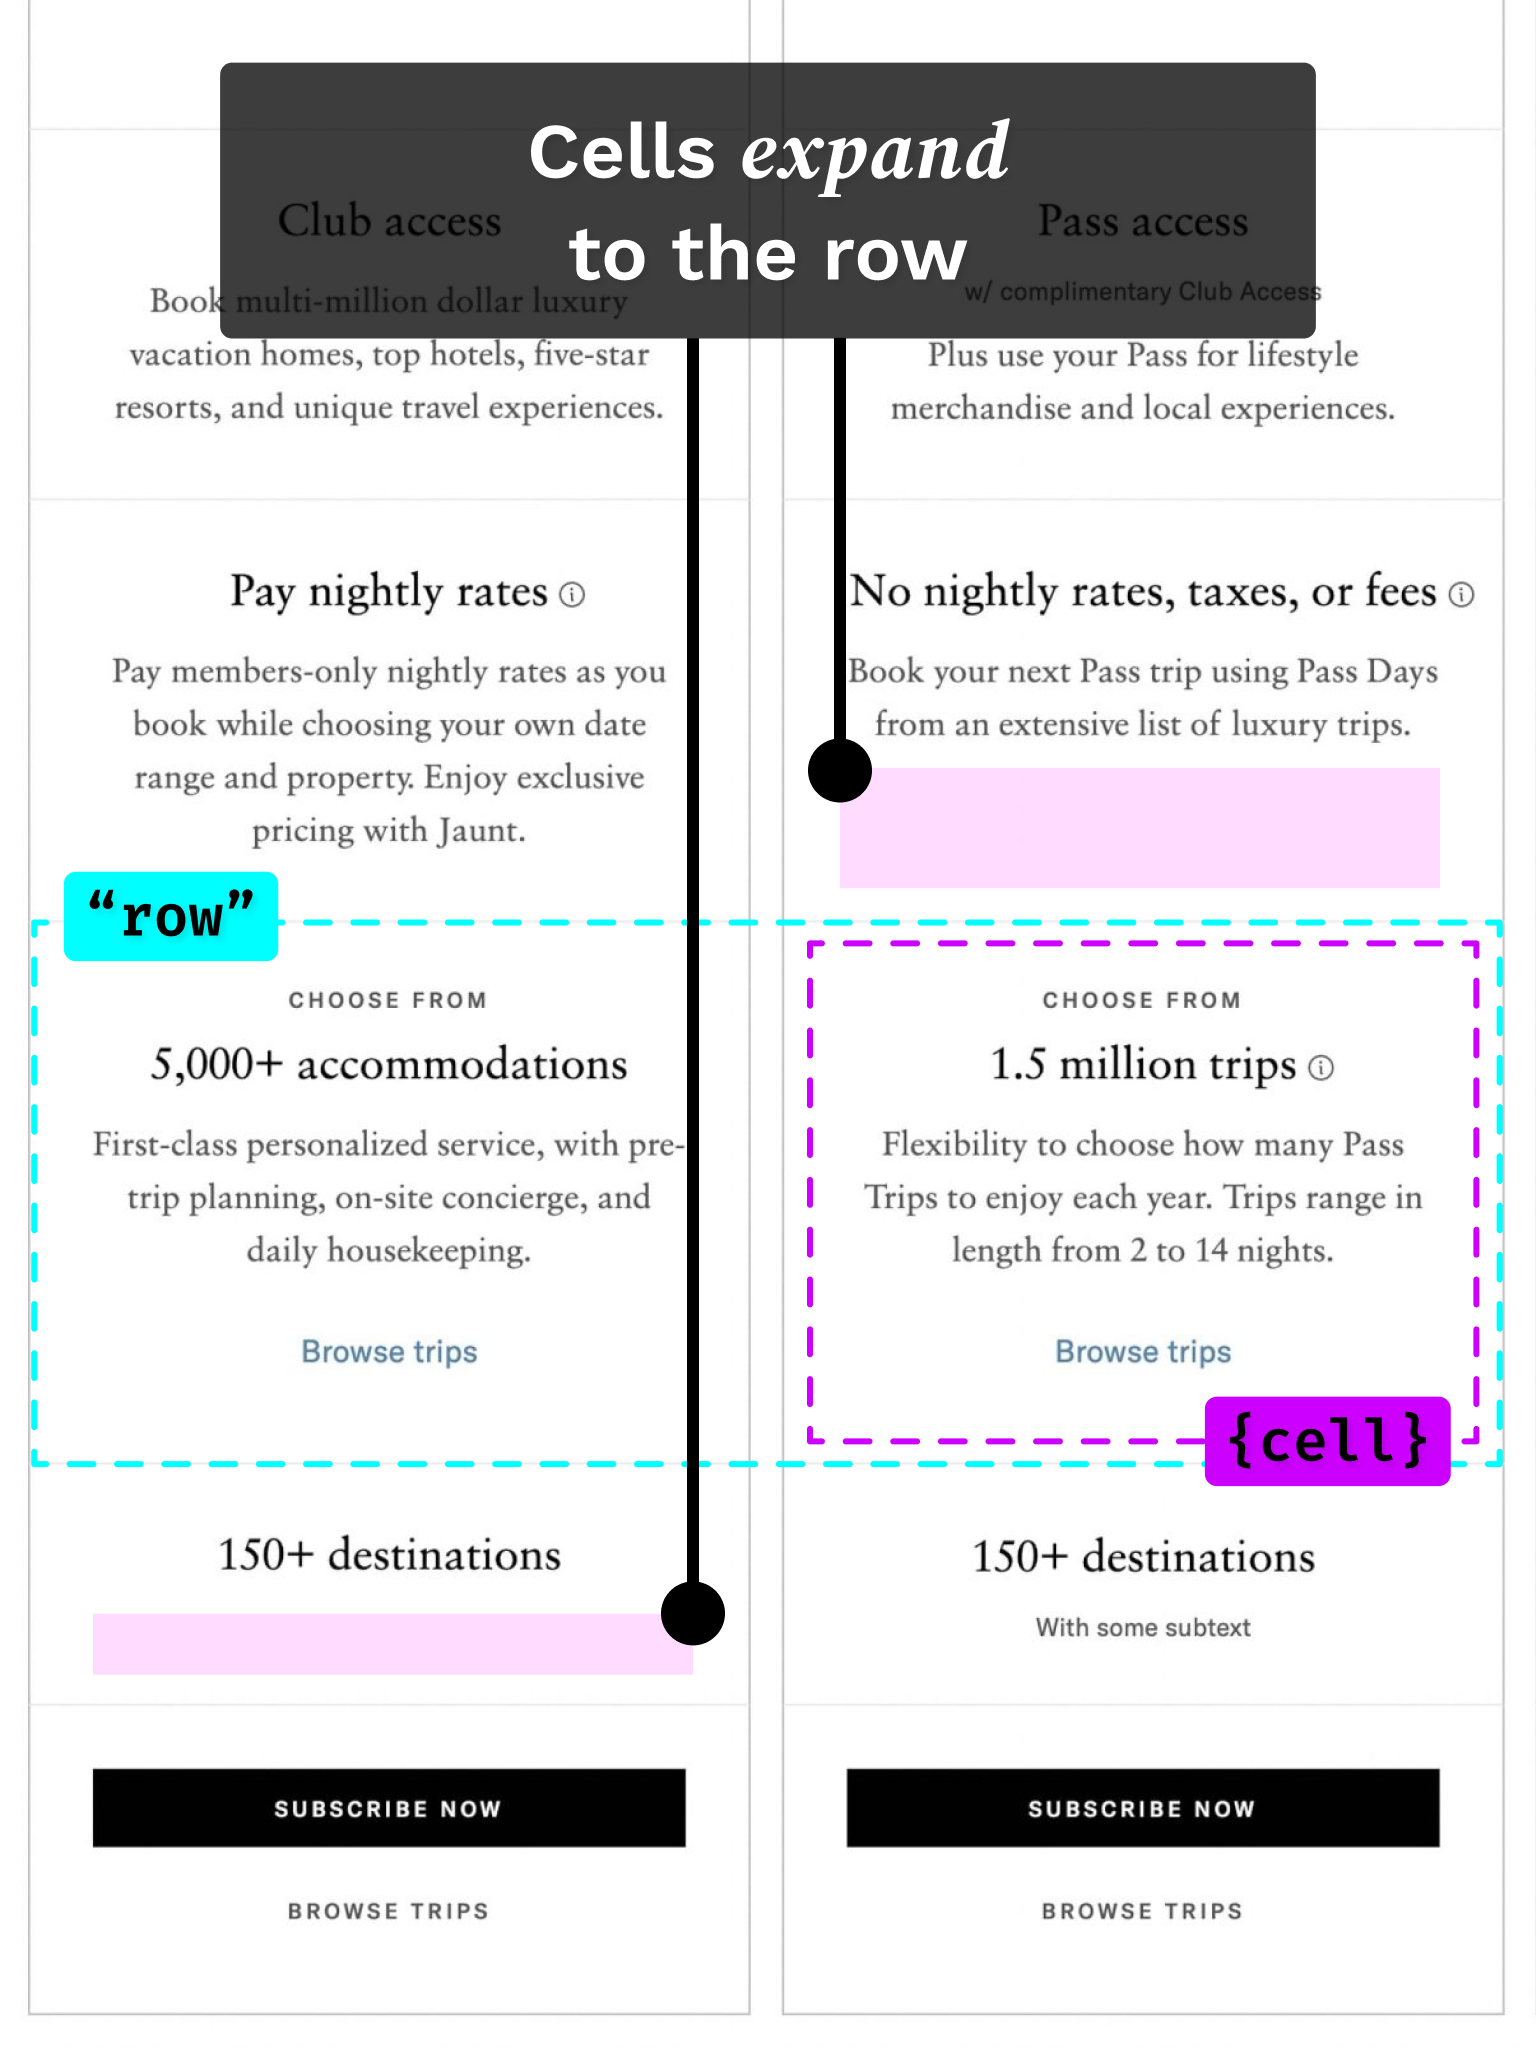 Cells expand
to the row
Club access
Book multi-million dollar luxury
vacation homes, top hotels, five-star
resorts, and unique travel experiences.
Pass access
w/ complimentary Club Access
Plus use your Pass for lifestyle
merchandise and local experiences.
Pay nightly rates
Pay members-only nightly rates as you
book while choosing your own date
range and property. Enjoy exclusive
pricing with Jaunt.
No nightly rates, taxes, or fees
Book your next Pass trip using Pass Days
from an extensive list of luxury trips.
“row”
CHOOSE FROM
5,000+ accommodations
First-class personalized service, with pre-
trip planning, on-site concierge, and
daily housekeeping.
Browse trips
CHOOSE FROM
1.5 million trips
Flexibility to choose how many Pass
Trips to enjoy each year. Trips range in
length from 2 to 14 nights.
Browse trips
{cell}
150+ destinations
150+ destinations
With some subtext
SUBSCRIBE NOW
BROWSE TRIPS
SUBSCRIBE NOW
BROWSE TRIPS